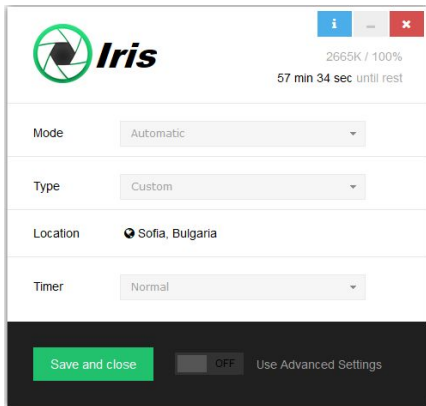 Iris
2665K / 100%
57 min 34 sec until rest
Mode Automatic
Type Custom
Location Sofia, Bulgaria
Timer Normal
Save and close OFF Use Advanced Settings